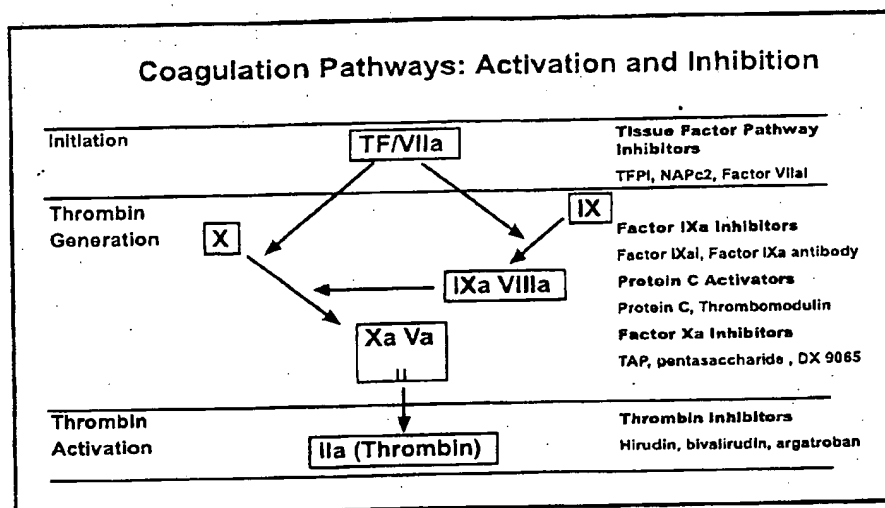 Coagulation Pathways: Activation and Inhibition
Initiation
TF/VIIa
Tissue Factor Pathway
Inhibitors
TFPI, NAPc2, Factor VIIaI
Thrombin
Generation
X
IX
Factor IXa Inhibitors
Factor IXaI, Factor IXa antibody
IXa VIIIa
Protein C Activators
Protein C, Thrombomodulin
Xa Va
II
Factor Xa Inhibitors
TAP, pentasaccharide , DX 9065
Thrombin
Activation
IIa (Thrombin)
Thrombin Inhibitors
Hirudin, bivalirudin, argatroban